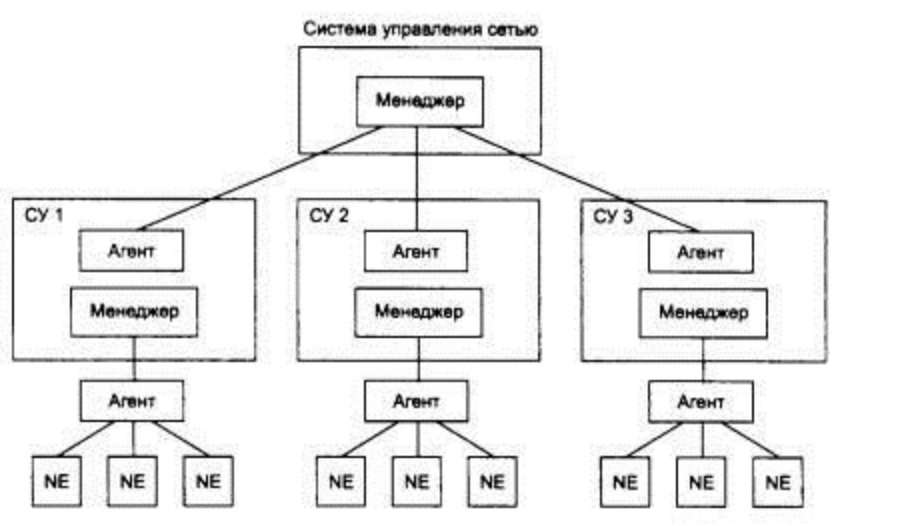 Система управления сетью
Менеджер
СУ 1
СУ 2
СУ 3
Агент
Агент
Агент
Менеджер
Менеджер
Менеджер
Агент
Агент
Агент
NE
NE
NE
NE
NE
NE
NE
NE
NE